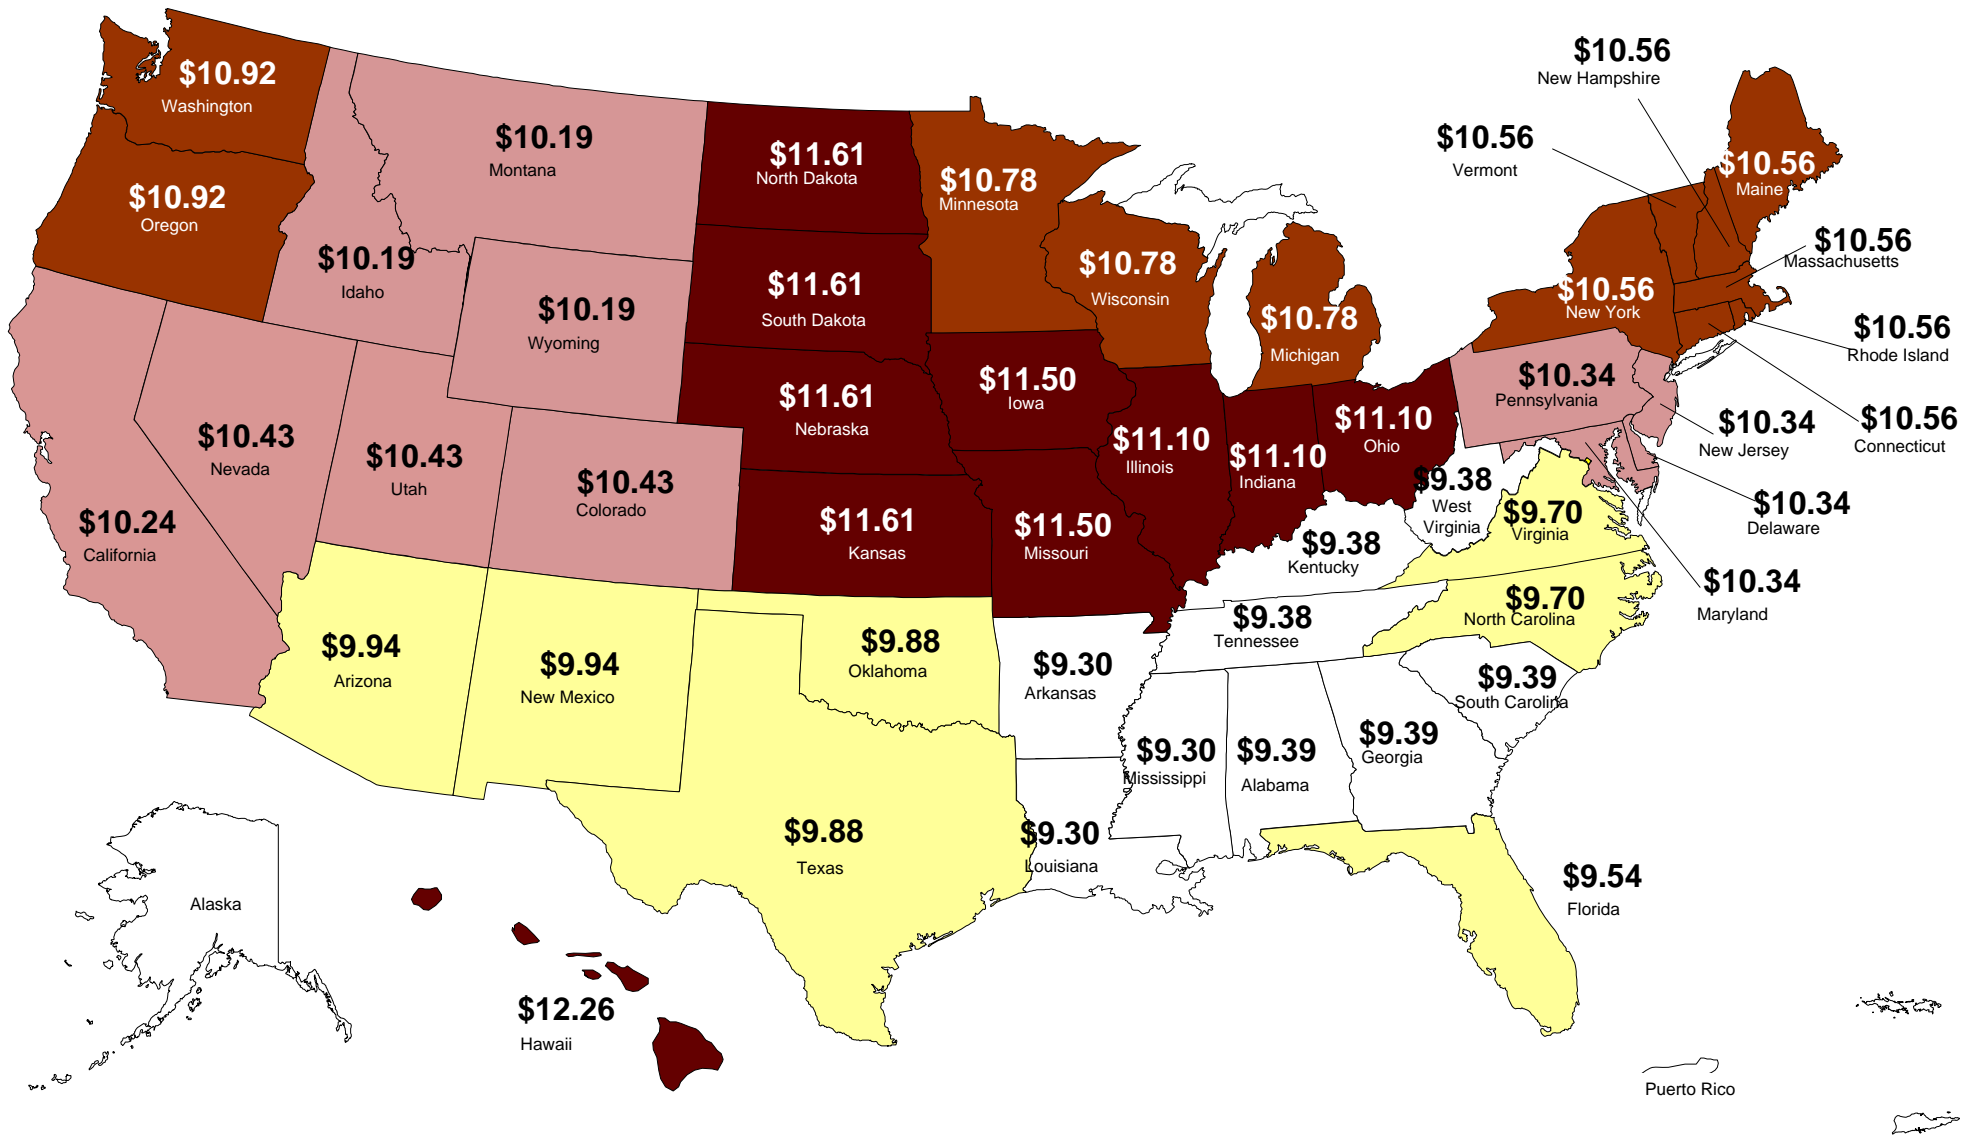 $10.56
New Hampshire
$10.92
Washington
$10.19
Montana
$11.61
North Dakota
$10.78
Minnesota
$10.56
Vermont
$10.56
Maine
$10.92
Oregon
$10.19
Idaho
$10.19
Wyoming
$11.61
South Dakota
$10.78
Wisconsin
$10.78
Michigan
$10.56
New York
$10.56
Massachusetts
$10.56
Rhode Island
$10.43
Nevada
$10.43
Utah
$10.43
Colorado
$11.61
Nebraska
$11.50
Iowa
$11.10
Illinois
$11.10
Indiana
$11.10
Ohio
$10.34
Pennsylvania
$10.34
New Jersey
$10.56
Connecticut
$10.24
California
$11.61
Kansas
$11.50
Missouri
$9.38
Kentucky
$9.38
West
Virginia
$9.70
Virginia
$10.34
Delaware
$10.34
Maryland
$9.94
Arizona
$9.94
New Mexico
$9.88
Oklahoma
$9.30
Arkansas
$9.38
Tennessee
$9.70
North Carolina
$9.39
South Carolina
$9.88
Texas
$9.30
Louisiana
$9.30
Mississippi
$9.39
Alabama
$9.39
Georgia
$9.54
Florida
Alaska
$12.26
Hawaii
Puerto Rico